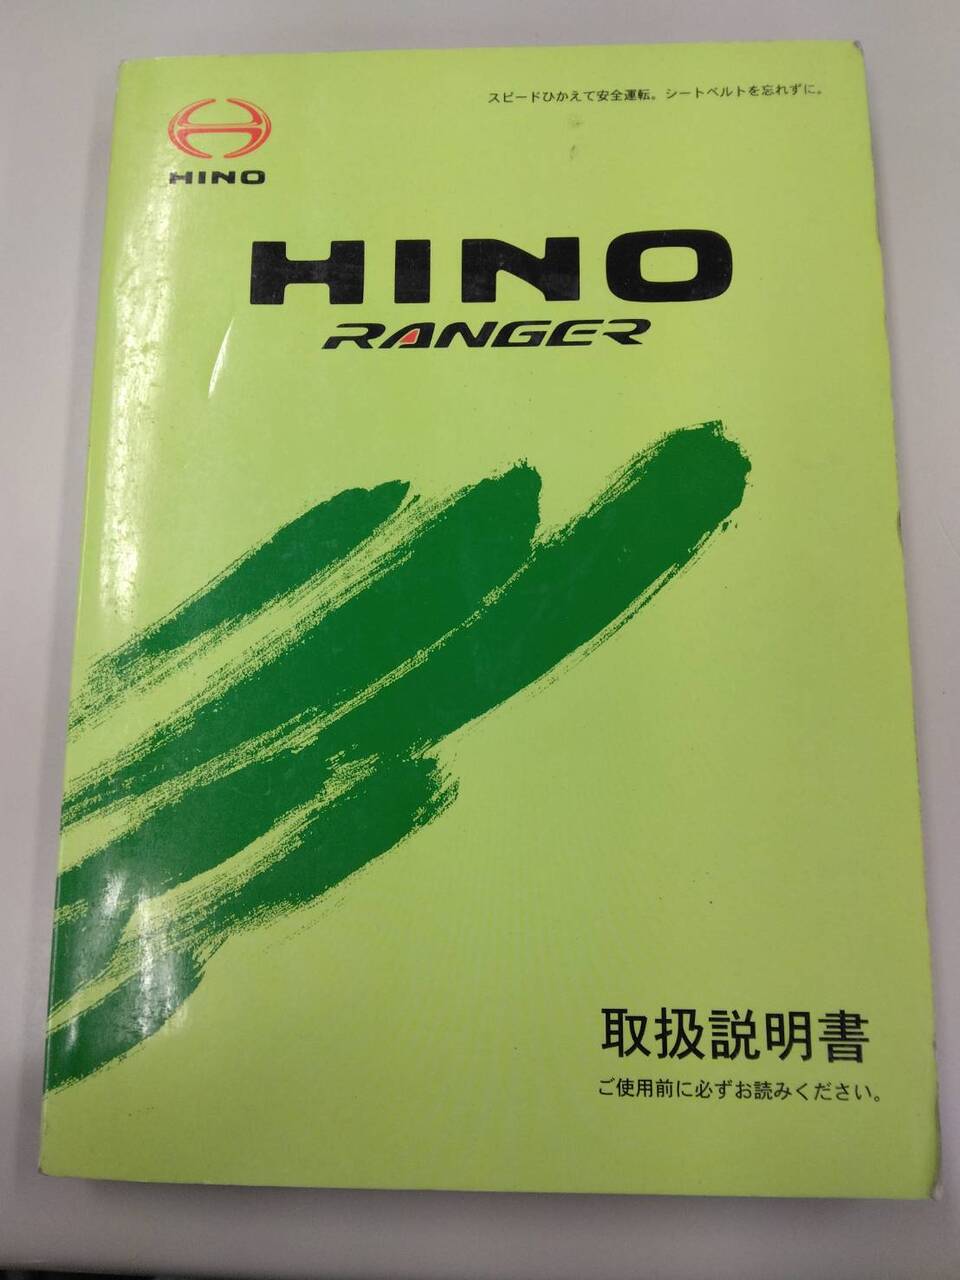 スピードひかえて安全運転。シートベルトを忘れずに。
HINO
HINO
RANGER
取扱説明書
ご使用前に必ずお読みください。